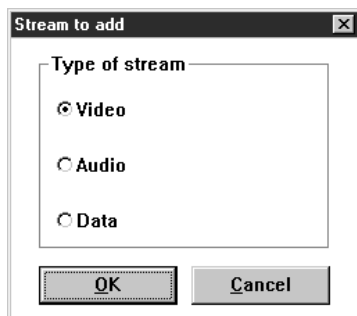 Stream to add
Type of stream
Video
Audio
Data
OK
Cancel